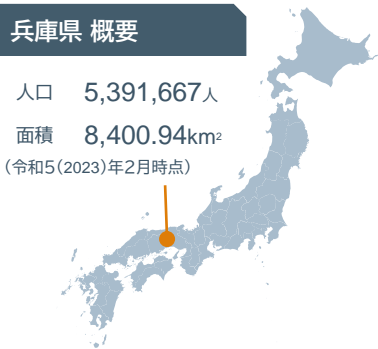 兵庫県 概要
人口 5,391,667人
面積 8,400.94km²
（令和5（2023）年2月時点）